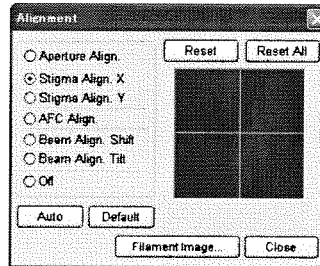 Alignment
Reset
Reset All
Aperture Align.
Stigma Align. X
Stigma Align. Y
AFC Align.
Beam Align. Shift
Beam Align. Tilt
Off
Auto
Default
Filament Image...
Close